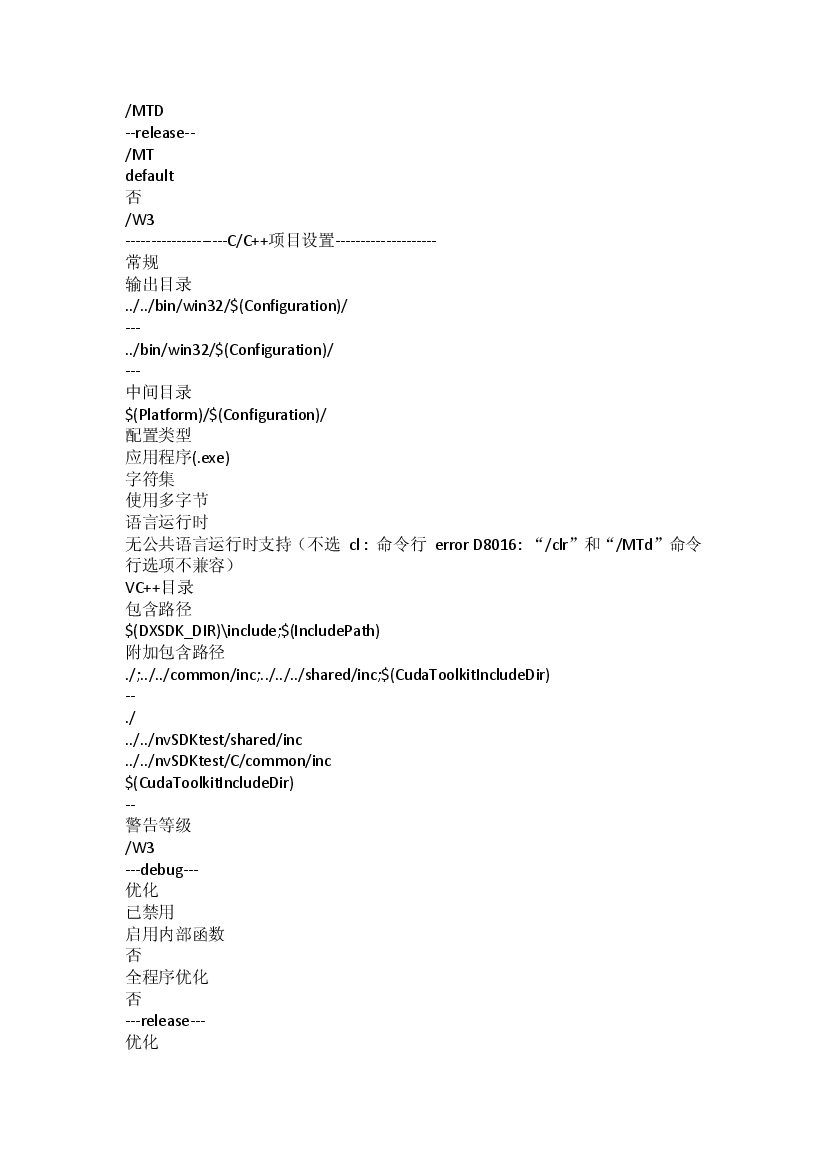 /MTD
--release--
/MT
default
否
/W3
--------------------C/C++项目设置--------------------
常规
输出目录
../../bin/win32/$(Configuration)/
---
../bin/win32/$(Configuration)/
---
中间目录
$(Platform)/$(Configuration)/
配置类型
应用程序(.exe)
字符集
使用多字节
语言运行时
无公共语言运行时支持（不选 cl : 命令行 error D8016: “/clr”和“/MTd”命令
行选项不兼容）
VC++目录
包含路径
$(DXSDK_DIR)\include;$(IncludePath)
附加包含路径
./;../../common/inc;../../../shared/inc;$(CudaToolkitIncludeDir)
--
./
../../nvSDKtest/shared/inc
../../nvSDKtest/C/common/inc
$(CudaToolkitIncludeDir)
--
警告等级
/W3
---debug---
优化
已禁用
启用内部函数
否
全程序优化
否
---release---
优化